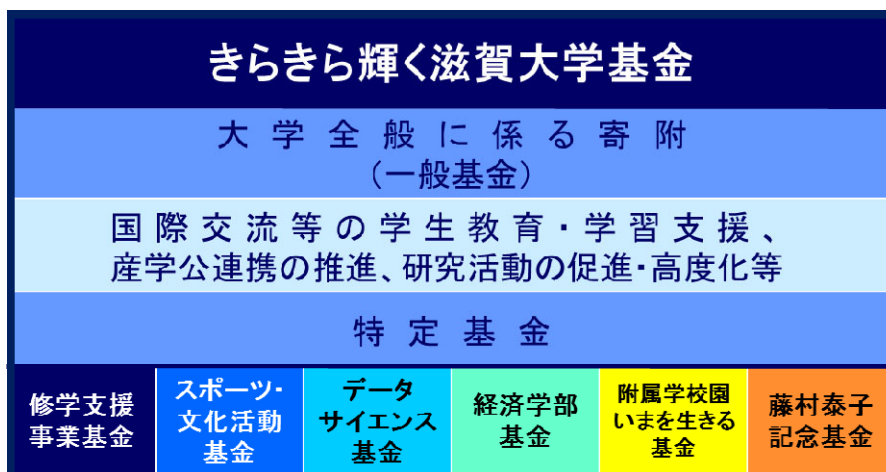 きらきら輝く滋賀大学基金
大学全般に係る寄附
(一般基金)
国際交流等の学生教育・学習支援、
産学公連携の推進、研究活動の促進・高度化等
特定基金
修学支援
事業基金
スポーツ・
文化活動
基金
データ
サイエンス
基金
経済学部
基金
附属学校園
いまを生きる
基金
藤村泰子
記念基金